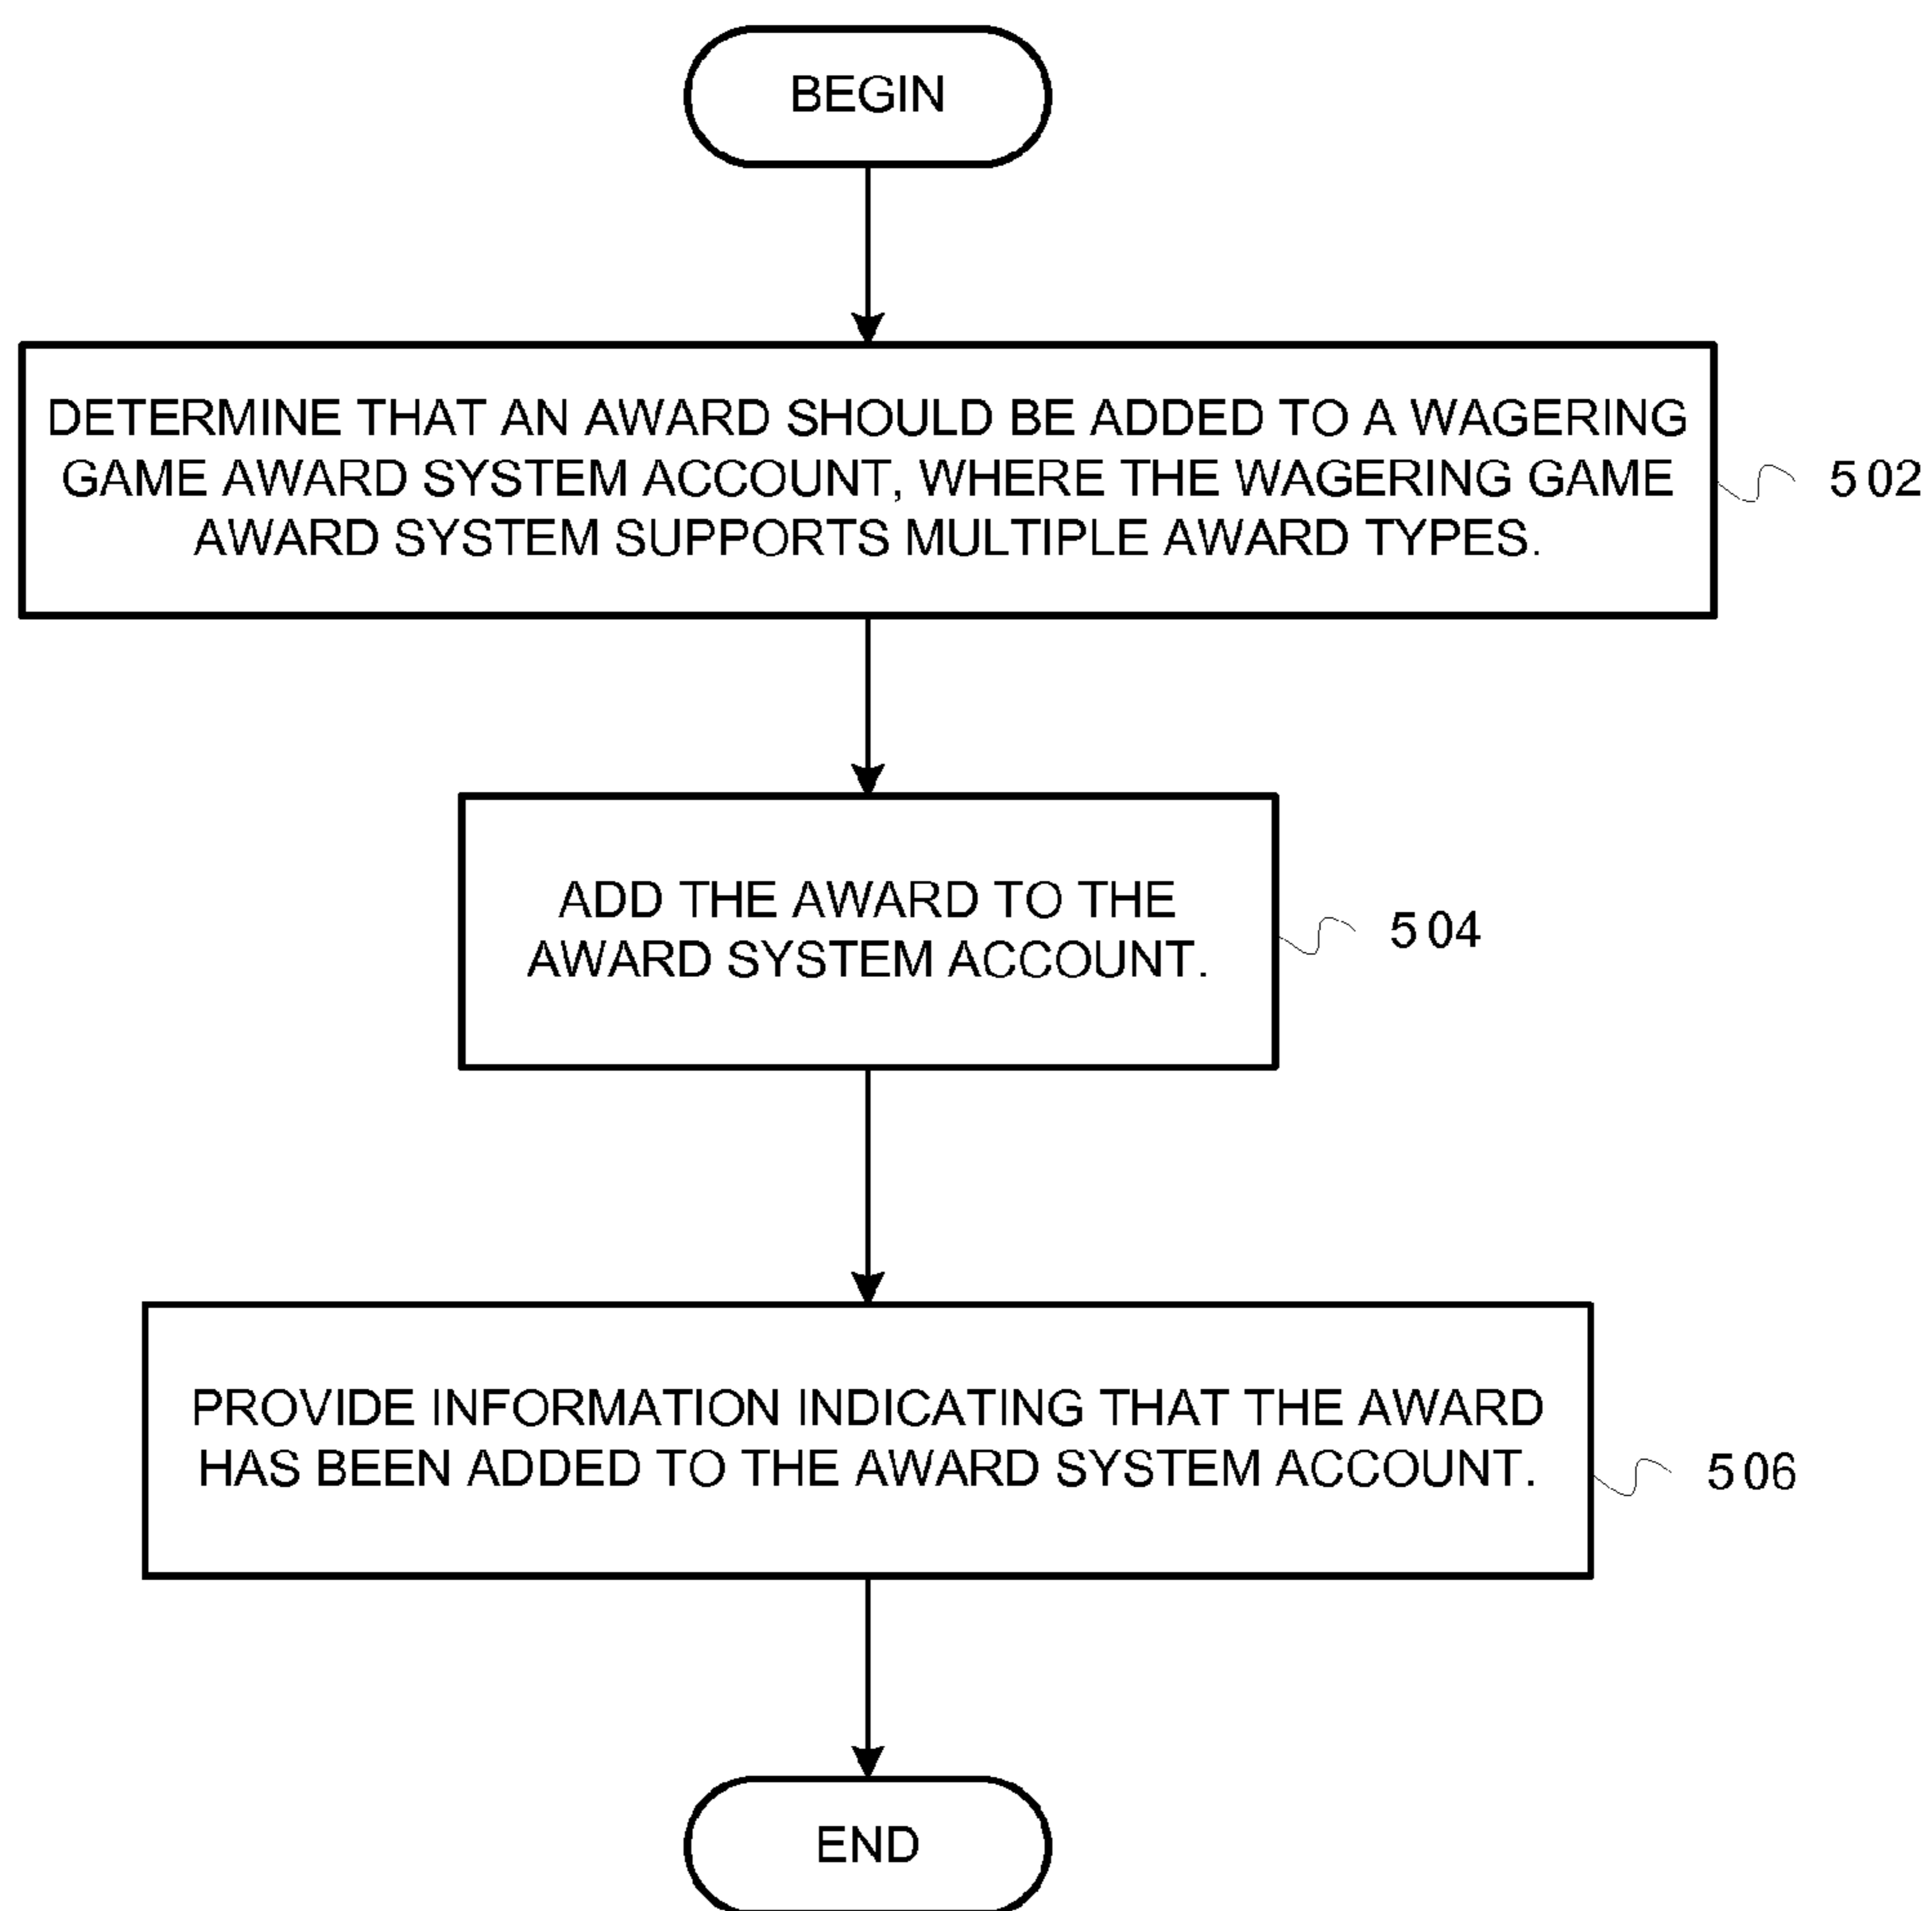 BEGIN
DETERMINE THAT AN AWARD SHOULD BE ADDED TO A WAGERING
GAME AWARD SYSTEM ACCOUNT, WHERE THE WAGERING GAME
AWARD SYSTEM SUPPORTS MULTIPLE AWARD TYPES.
502
ADD THE AWARD TO THE
AWARD SYSTEM ACCOUNT.
504
PROVIDE INFORMATION INDICATING THAT THE AWARD
HAS BEEN ADDED TO THE AWARD SYSTEM ACCOUNT.
506
END